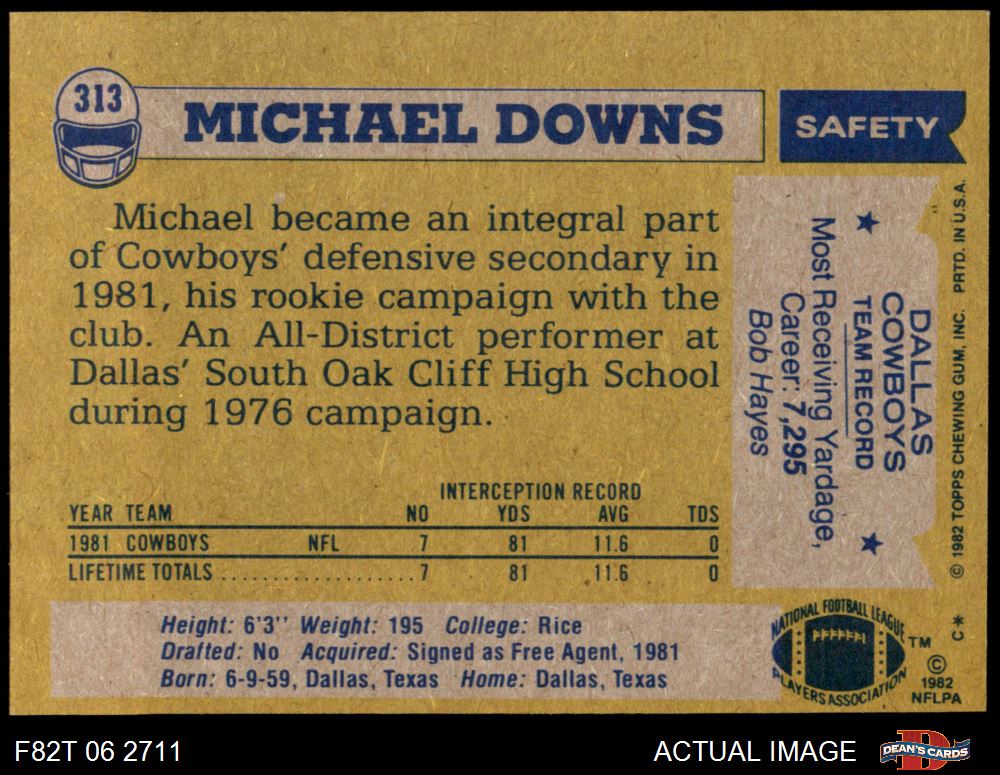 313
MICHAEL DOWNS
SAFETY
Michael became an integral part
of Cowboys' defensive secondary in
1981, his rookie campaign with the
club. An All-District performer at
Dallas' South Oak Cliff High School
during 1976 campaign.
INTERCEPTION RECORD
YEAR TEAM NO YDS AVG TDS
1981 COWBOYS NFL 7 81 11.6 0
LIFETIME TOTALS ................... 7 81 11.6 0
Height: 6'3" Weight: 195 College: Rice
Drafted: No Acquired: Signed as Free Agent, 1981
Born: 6-9-59, Dallas, Texas Home: Dallas, Texas
DALLAS
COWBOYS
★ TEAM RECORD ★
Most Receiving Yardage,
Career: 7,295
Bob Hayes
© 1982 TOPPS CHEWING GUM, INC. PRTD. IN U.S.A.
C*
NATIONAL FOOTBALL LEAGUE
PLAYERS ASSOCIATION
TM
©
1982
NFLPA
F82T 06 2711
ACTUAL IMAGE
D
DEAN'S CARDS